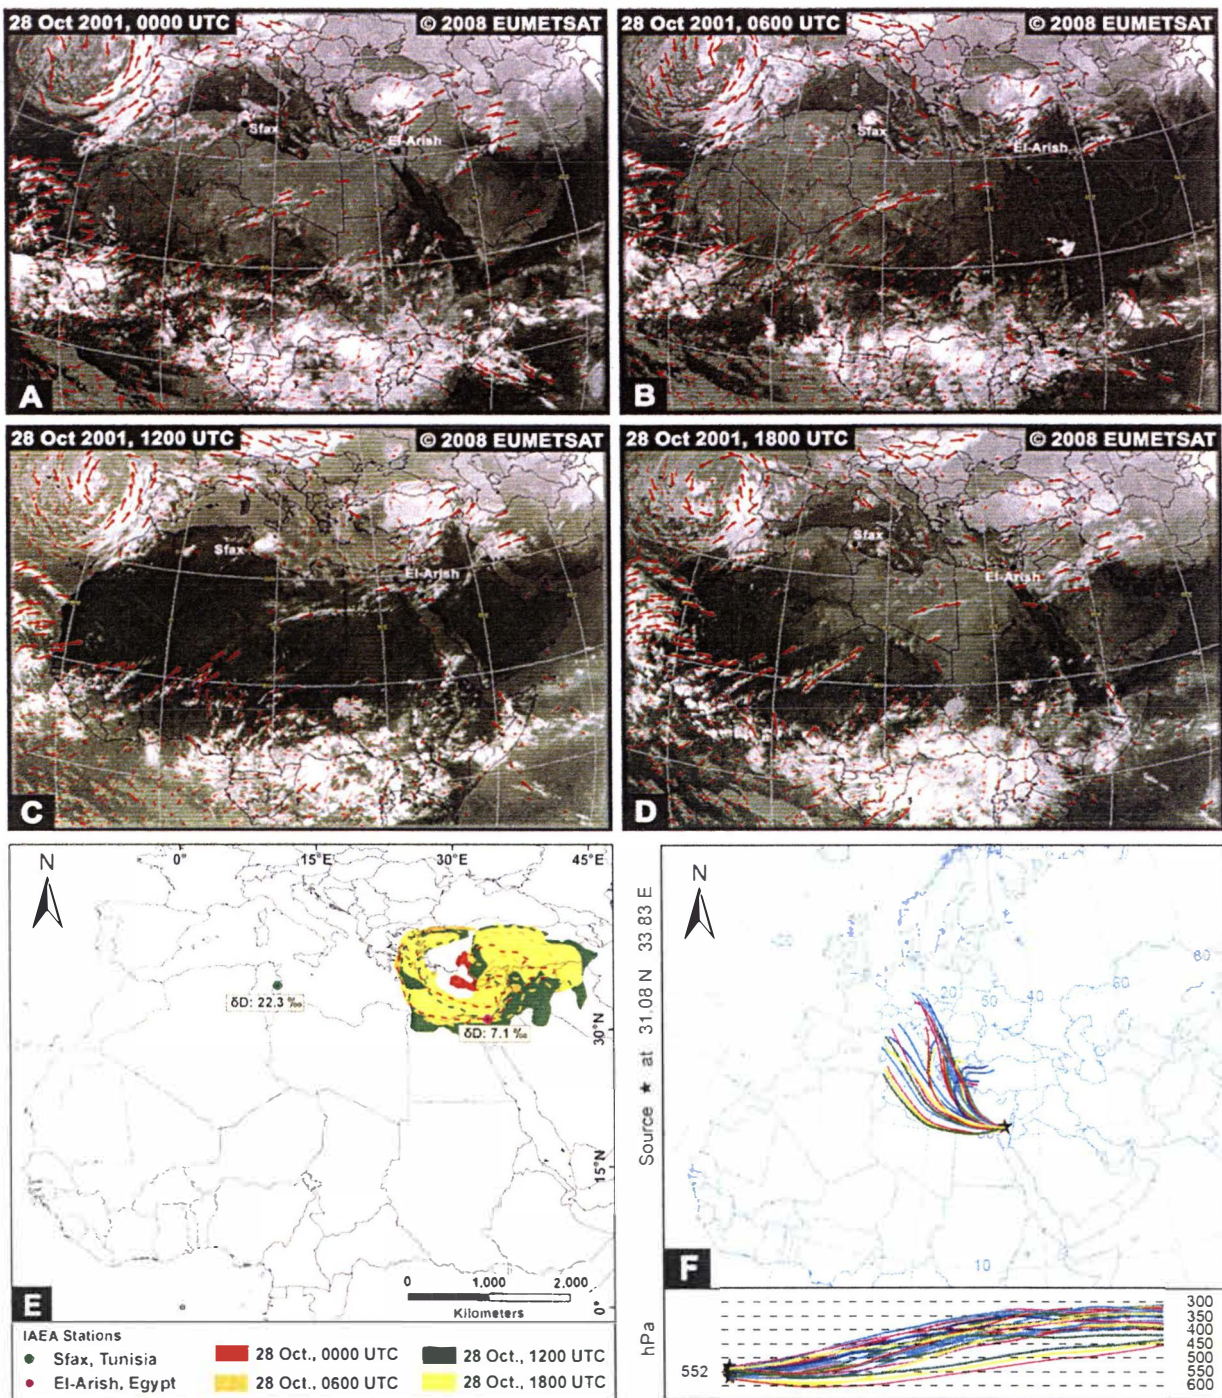 28 Oct 2001, 0000 UTC
© 2008 EUMETSAT
Sfax
El-Arish
A
28 Oct 2001, 0600 UTC
© 2008 EUMETSAT
Sfax
El-Arish
B
28 Oct 2001, 1200 UTC
© 2008 EUMETSAT
Sfax
El-Arish
C
28 Oct 2001, 1800 UTC
© 2008 EUMETSAT
Sfax
El-Arish
D
N
0°
15°E
30°E
45°E
δD: 22.3 ‰
δD: 7.1 ‰
30°N
15°N
0°
0
1,000
2,000
Kilometers
E
IAEA Stations
Sfax, Tunisia
El-Arish, Egypt
28 Oct., 0000 UTC
28 Oct., 0600 UTC
28 Oct., 1200 UTC
28 Oct., 1800 UTC
N
Source ★ at 31.08 N 33.83 E
40
60
80
10
F
hPa
552
300
350
400
450
500
550
600